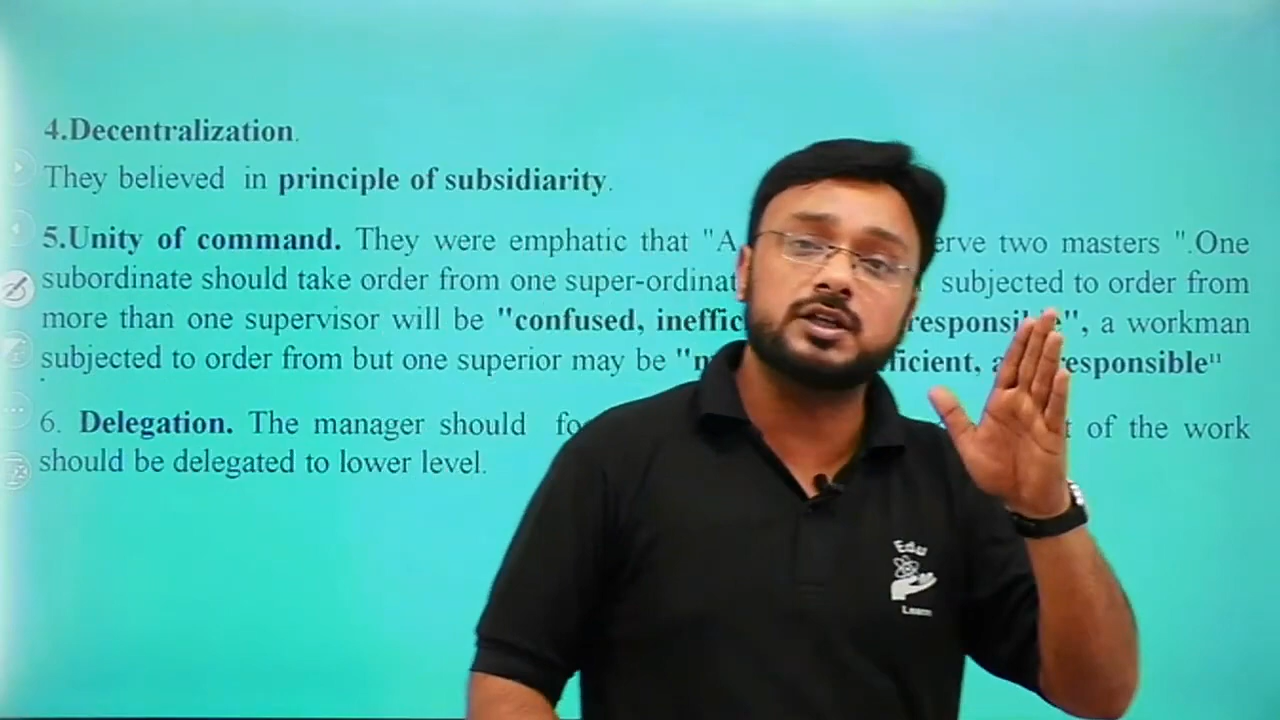 4.Decentralization.
They believed in principle of subsidiarity.
5.Unity of command. They were emphatic that "A erve two masters ".One
subordinate should take order from one super-ordinat subjected to order from
more than one supervisor will be "confused, ineffic responsible", a workman
subjected to order from but one superior may be " ficient, a responsible"
6. Delegation. The manager should fo of the work
should be delegated to lower level.
Edu
Learn